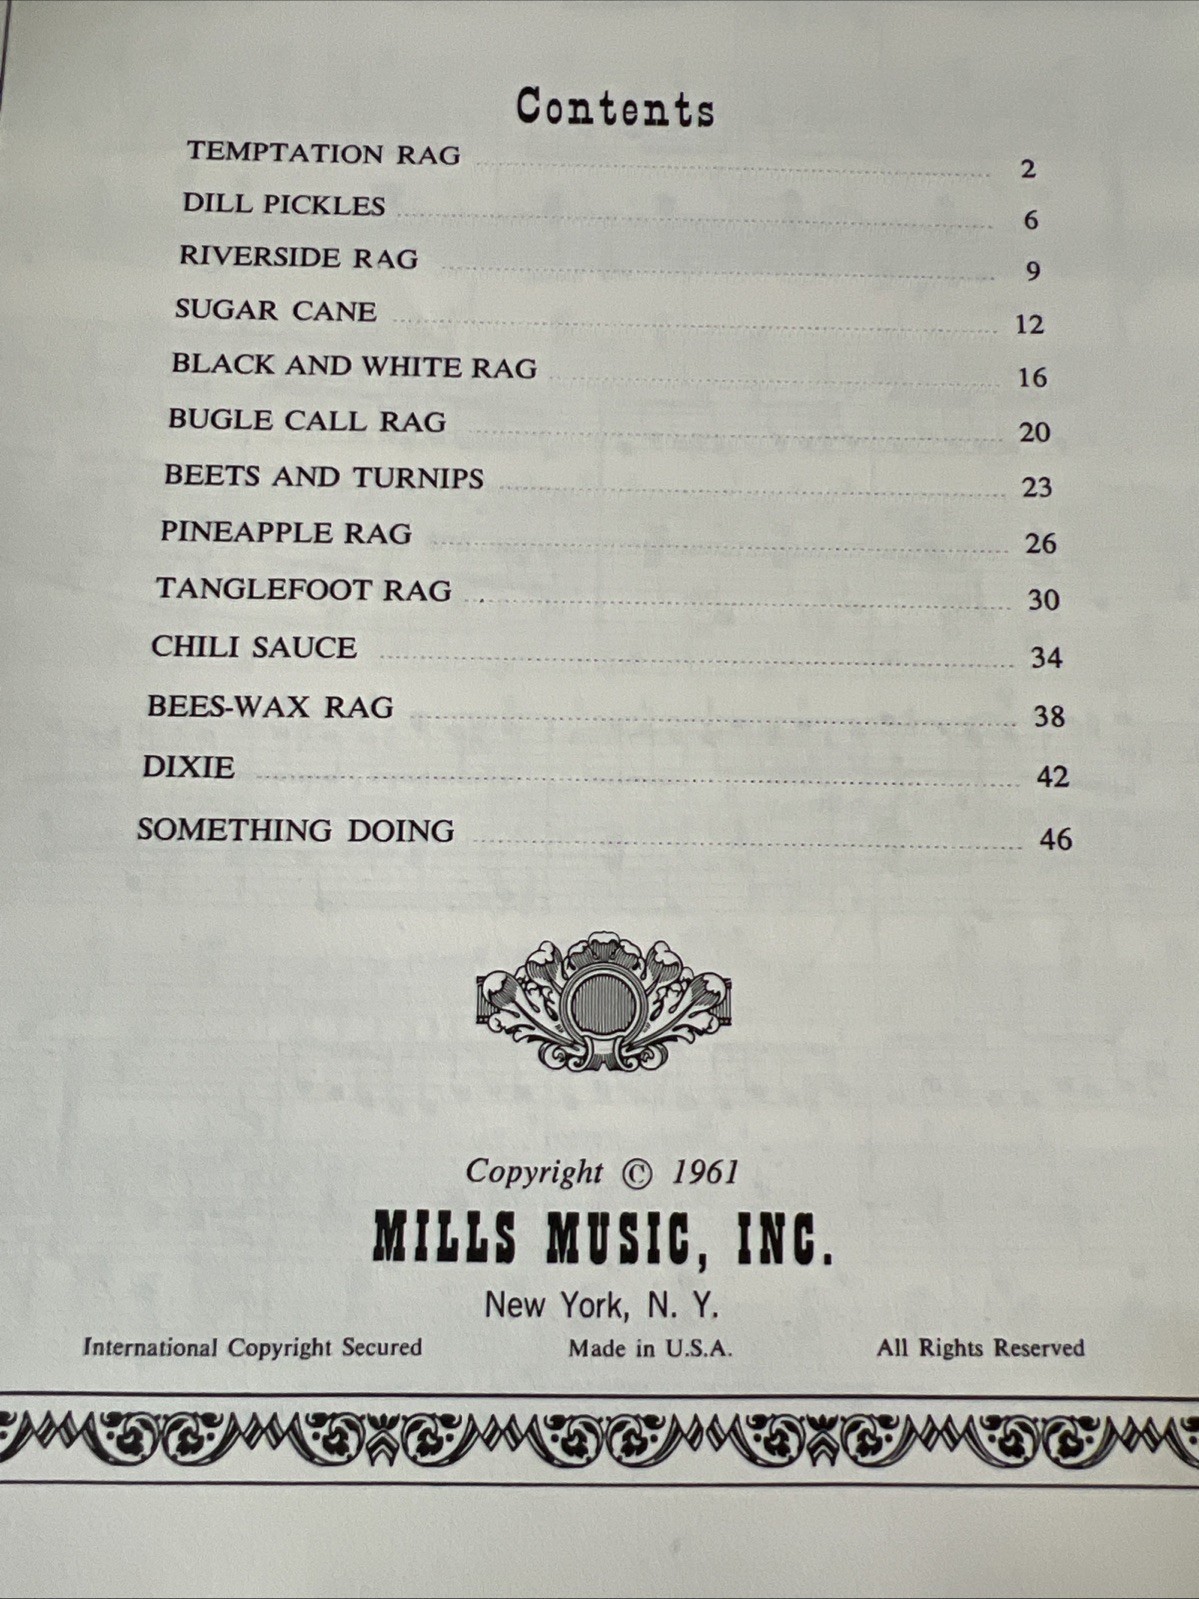 Contents
TEMPTATION RAG 2
DILL PICKLES 6
RIVERSIDE RAG 9
SUGAR CANE 12
BLACK AND WHITE RAG 16
BUGLE CALL RAG 20
BEETS AND TURNIPS 23
PINEAPPLE RAG 26
TANGLEFOOT RAG 30
CHILI SAUCE 34
BEES-WAX RAG 38
DIXIE 42
SOMETHING DOING 46
Copyright © 1961
MILLS MUSIC, INC.
New York, N. Y.
International Copyright Secured Made in U.S.A. All Rights Reserved